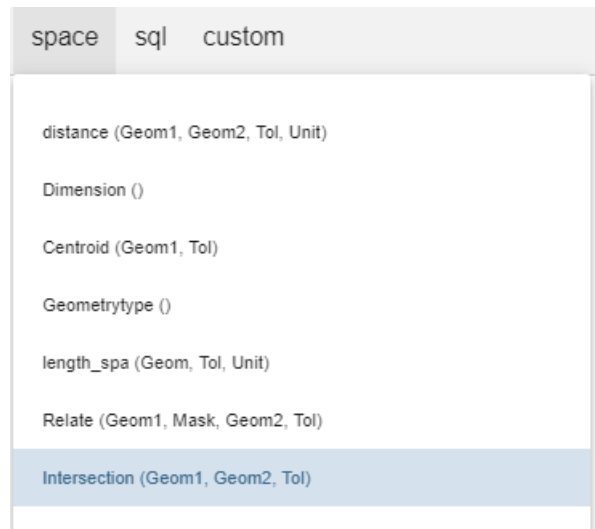 space sql custom
distance (Geom1, Geom2, Tol, Unit)
Dimension ()
Centroid (Geom1, Tol)
Geometrytype ()
length_spa (Geom, Tol, Unit)
Relate (Geom1, Mask, Geom2, Tol)
Intersection (Geom1, Geom2, Tol)